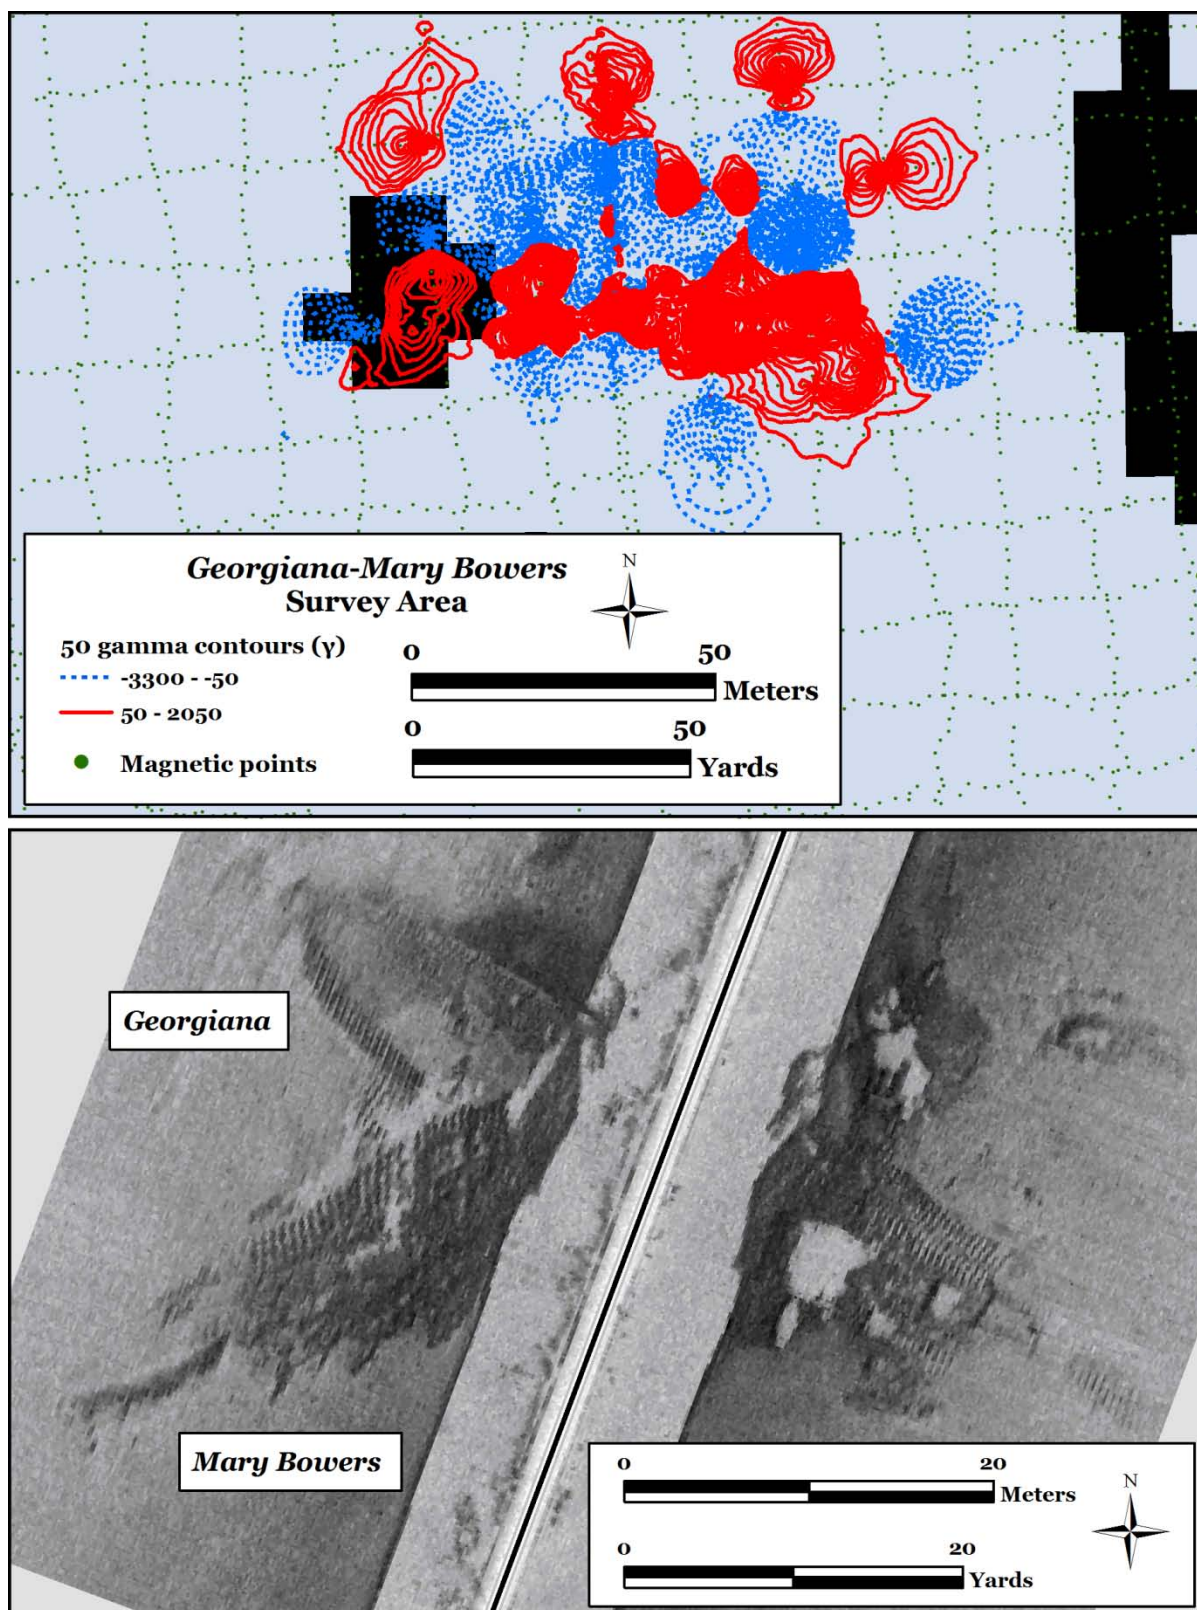 Georgiana-Mary Bowers
Survey Area
N
50 gamma contours (γ)
-3300 - -50
50 - 2050
Magnetic points
0 50
Meters
0 50
Yards
Georgiana
Mary Bowers
0 20
Meters
N
0 20
Yards